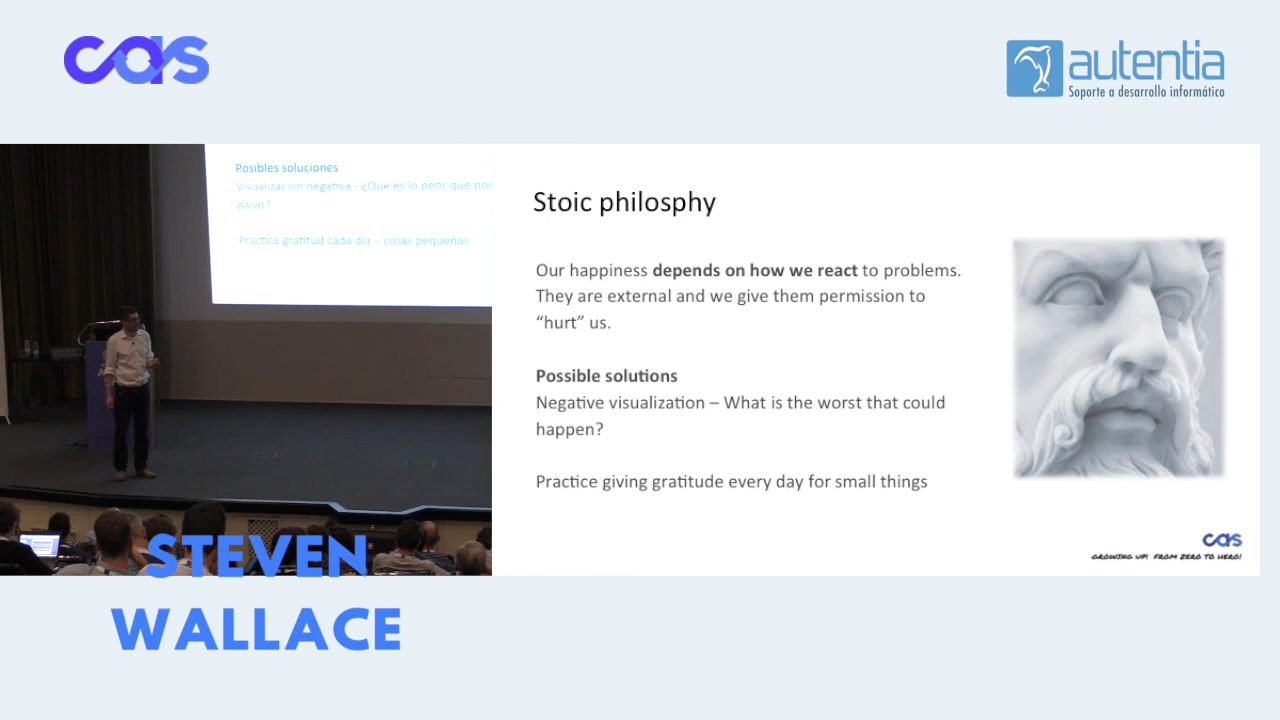 cas
autentia
Soporte a desarrollo informático
Posibles soluciones
Visualización negativa - ¿Que es lo peor que
pasar?
Practica gratitud cada dia – cosas pequeñas
Stoic philosphy
Our happiness depends on how we react to problems.
They are external and we give them permission to
“hurt” us.
Possible solutions
Negative visualization – What is the worst that could
happen?
Practice giving gratitude every day for small things
cas
GROWING UP! FROM ZERO TO HERO!
STEVEN
WALLACE